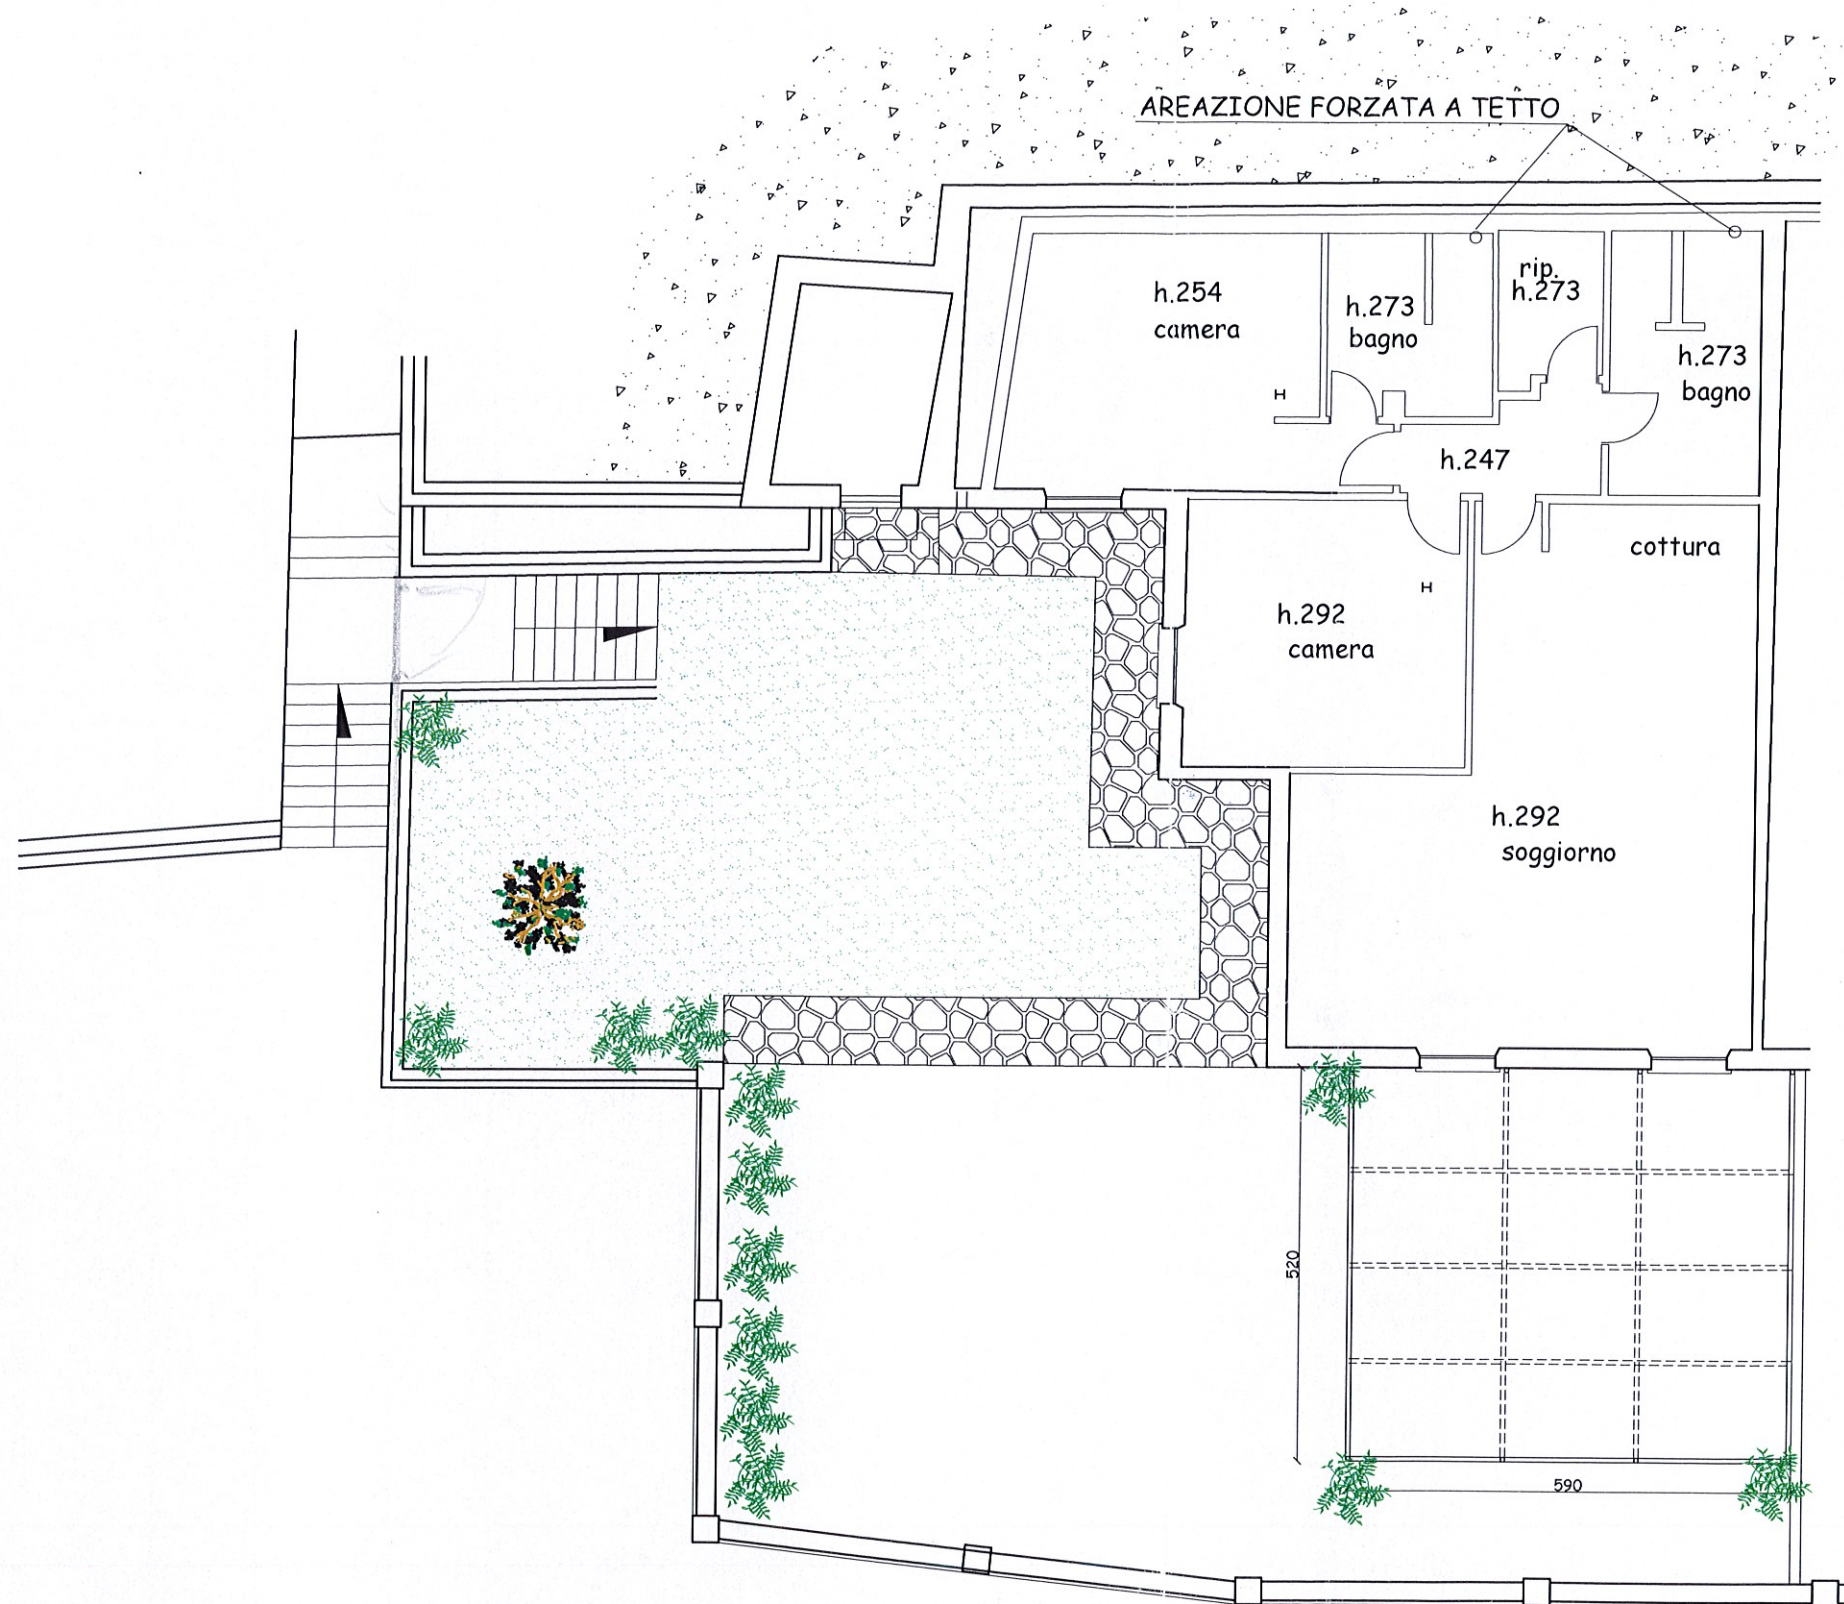 AREAZIONE FORZATA A TETTO
h.254
camera
h.273
bagno
rip.
h.273
h.273
bagno
H
h.247
cottura
H
h.292
camera
h.292
soggiorno
520
590